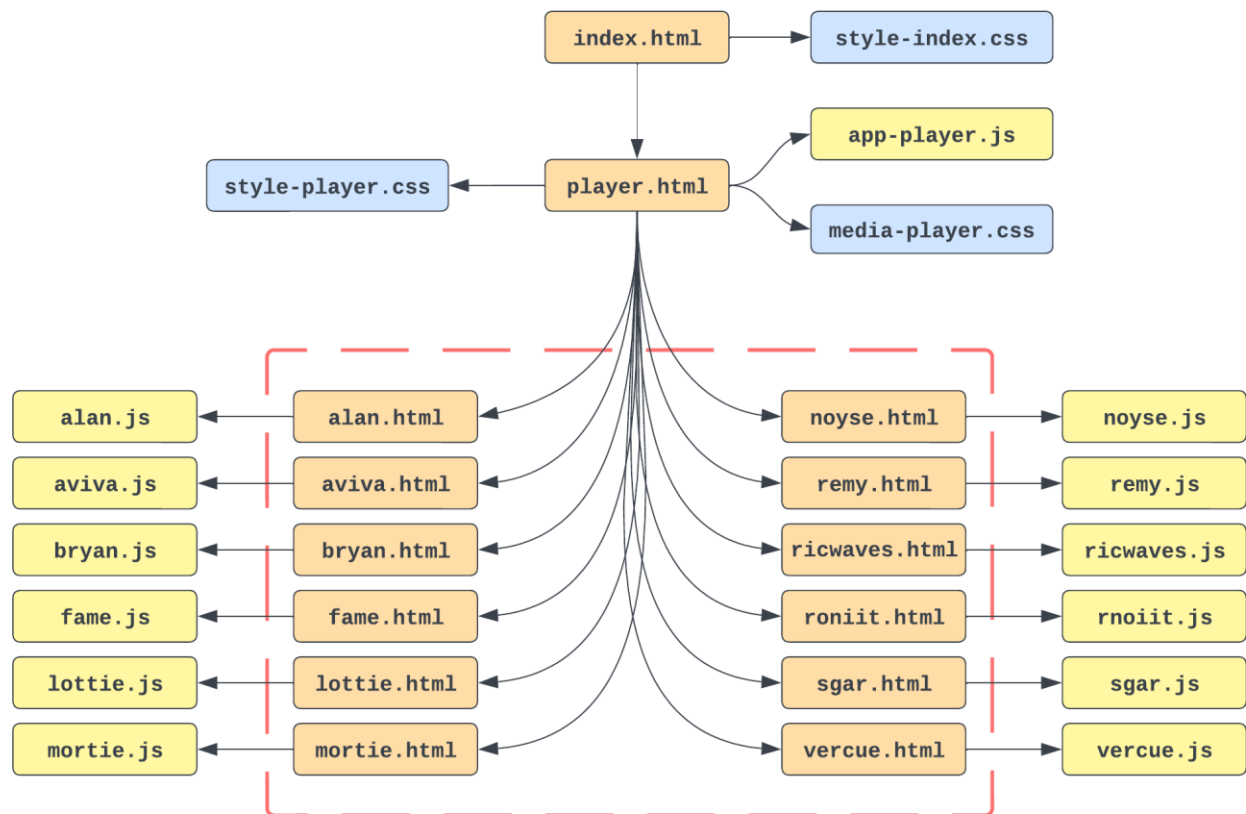 index.html
style-index.css
app-player.js
style-player.css
player.html
media-player.css
alan.js
alan.html
noyse.html
noyse.js
aviva.js
aviva.html
remy.html
remy.js
bryan.js
bryan.html
ricwaves.html
ricwaves.js
fame.js
fame.html
roniit.html
rnoiit.js
lottie.js
lottie.html
sgar.html
sgar.js
mortie.js
mortie.html
vercue.html
vercue.js